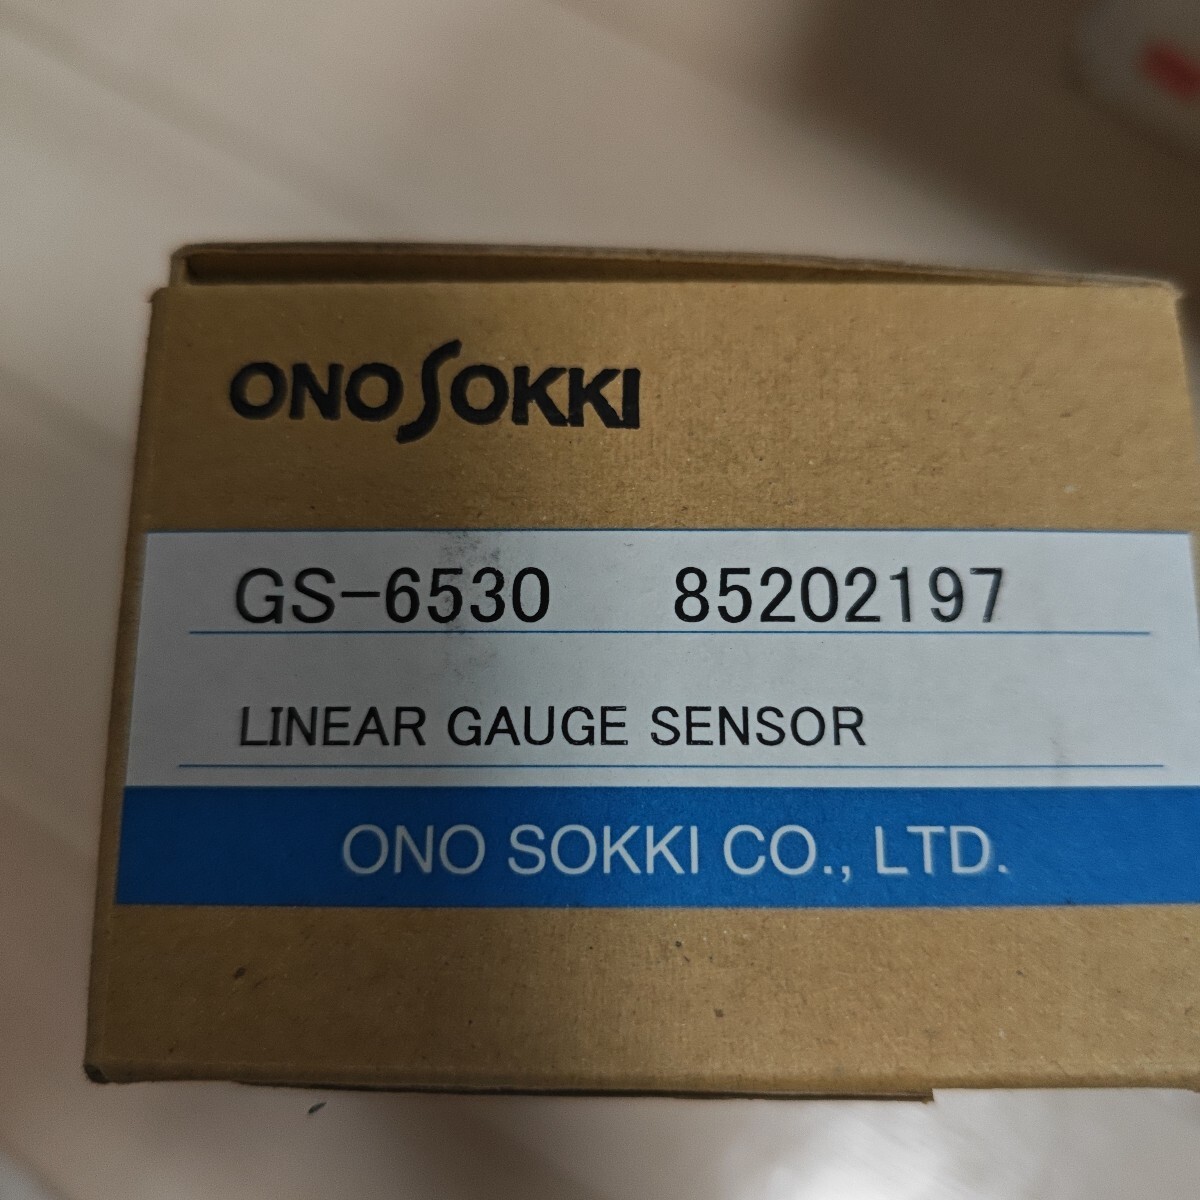 ONO SOKKI
GS-6530 85202197
LINEAR GAUGE SENSOR
ONO SOKKI CO., LTD.